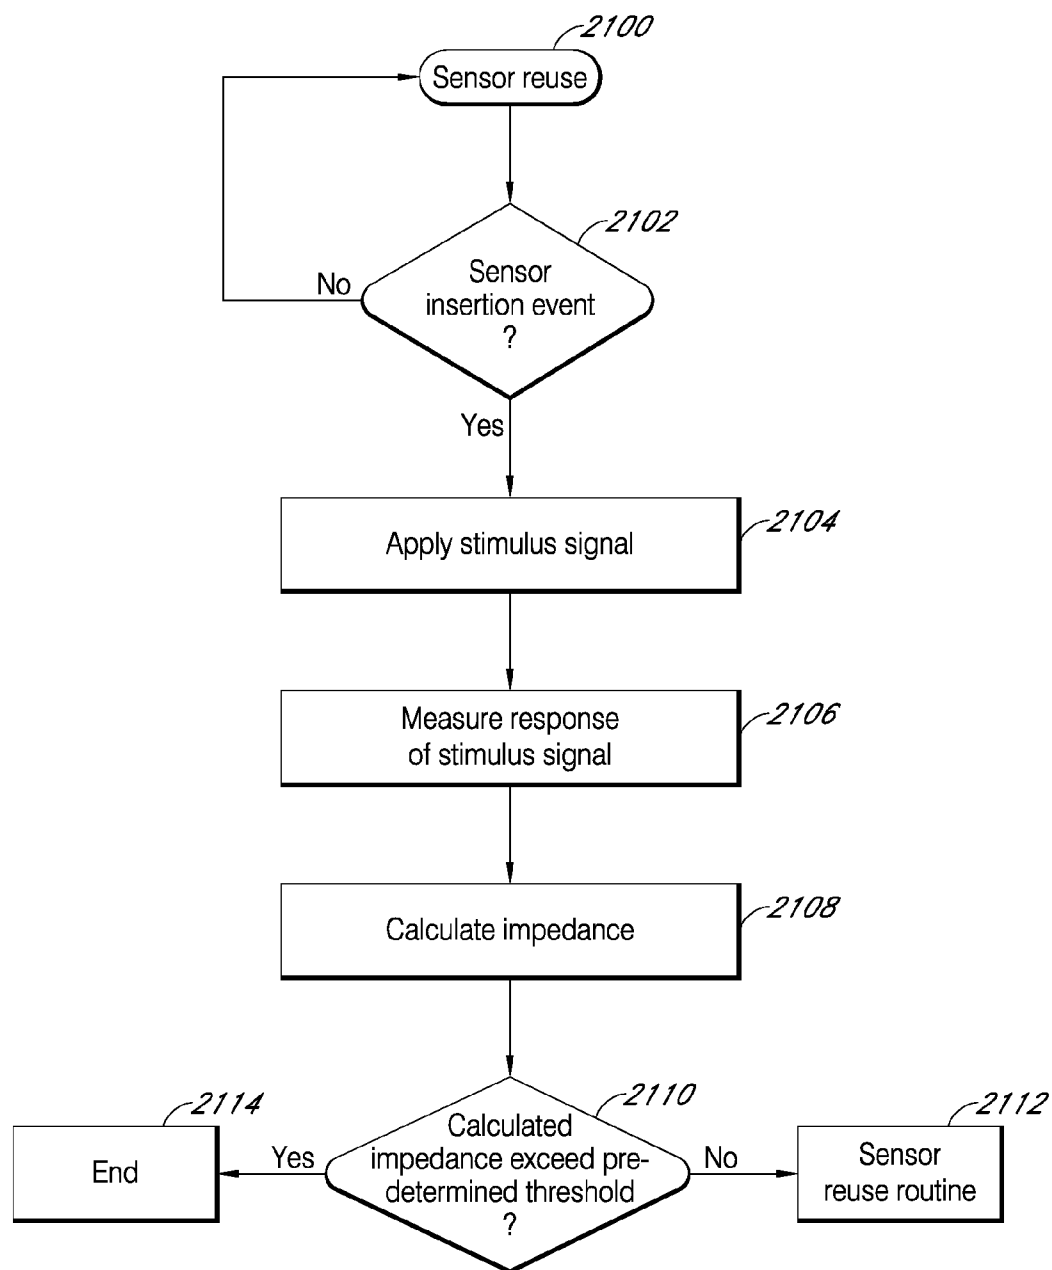 2100
Sensor reuse
2102
Sensor
insertion event
?
No
Yes
2104
Apply stimulus signal
2106
Measure response
of stimulus signal
2108
Calculate impedance
2110
Calculated
impedance exceed pre-
determined threshold
?
Yes
No
2114
End
2112
Sensor
reuse routine